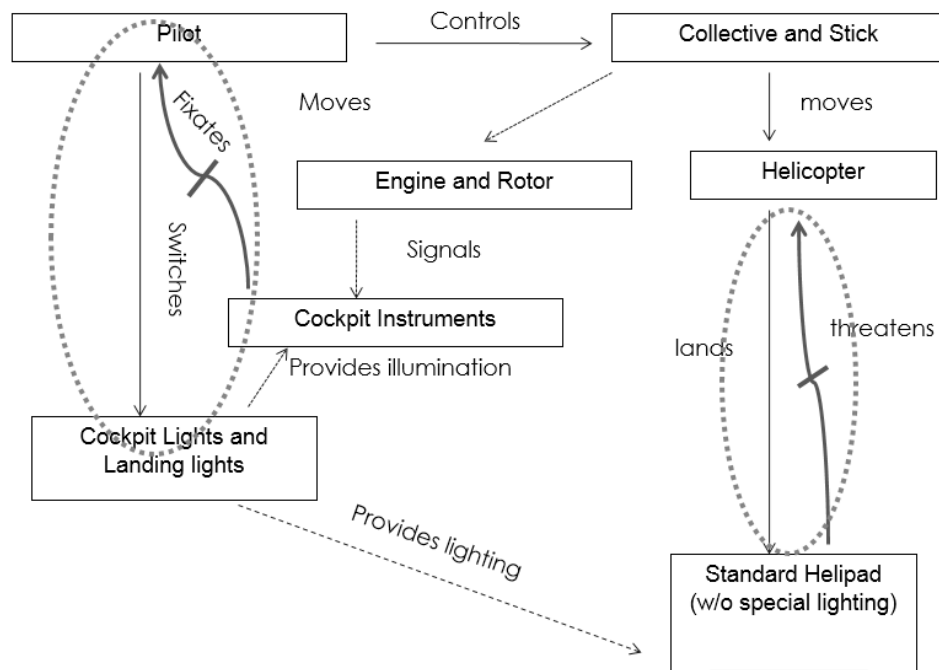 Pilot
Controls
Collective and Stick
Fixates
Moves
moves
Engine and Rotor
Helicopter
Switches
Signals
Cockpit Instruments
lands
threatens
Provides illumination
Cockpit Lights and
Landing lights
Provides lighting
Standard Helipad
(w/o special lighting)